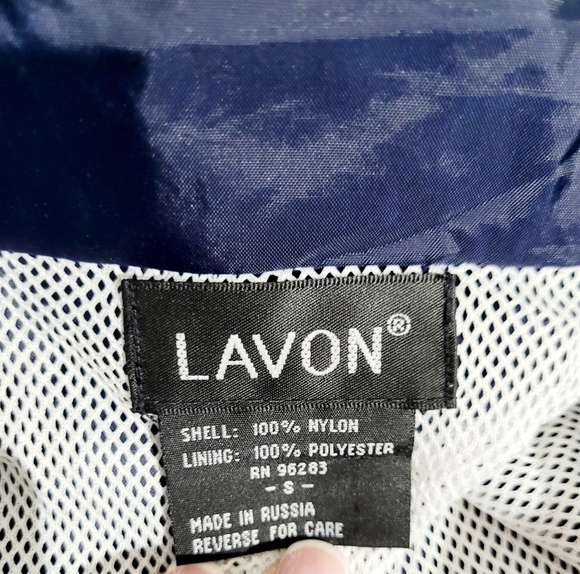 LAVON®
SHELL: 100% NYLON
LINING: 100% POLYESTER
RN 96283
- S -
MADE IN RUSSIA
REVERSE FOR CARE